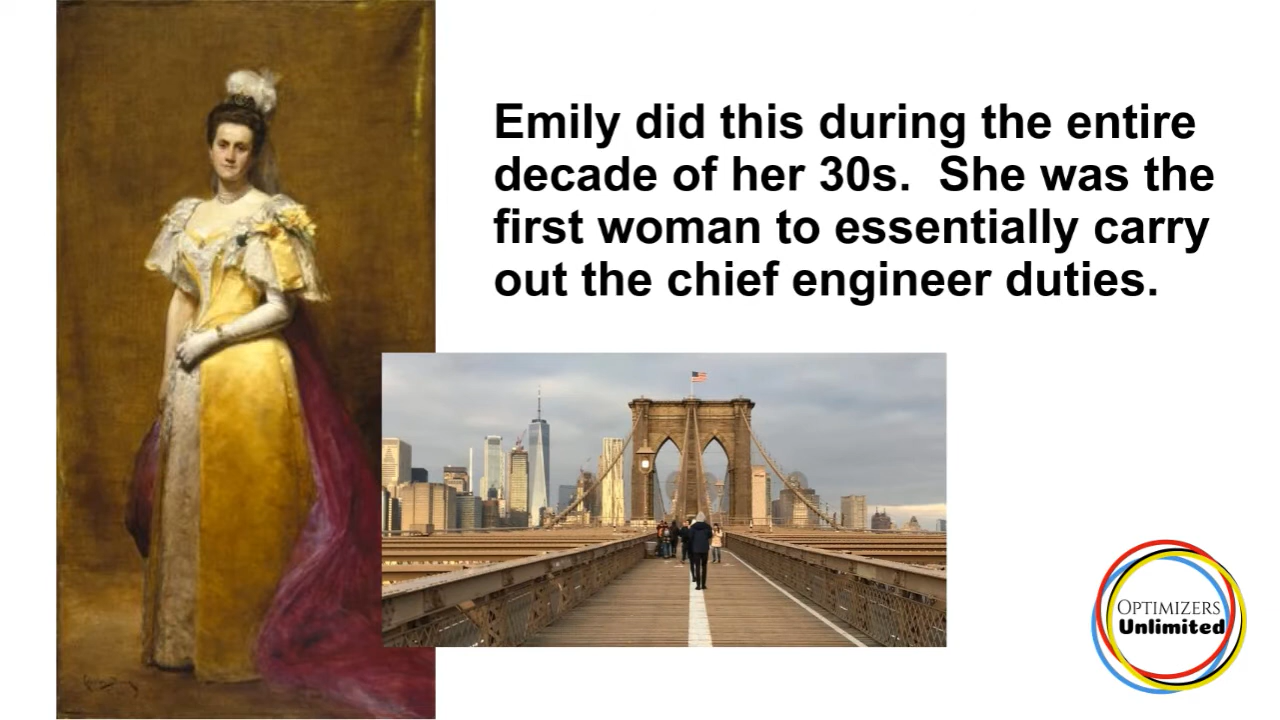 Emily did this during the entire
decade of her 30s.  She was the
first woman to essentially carry
out the chief engineer duties.
OPTIMIZERS
Unlimited